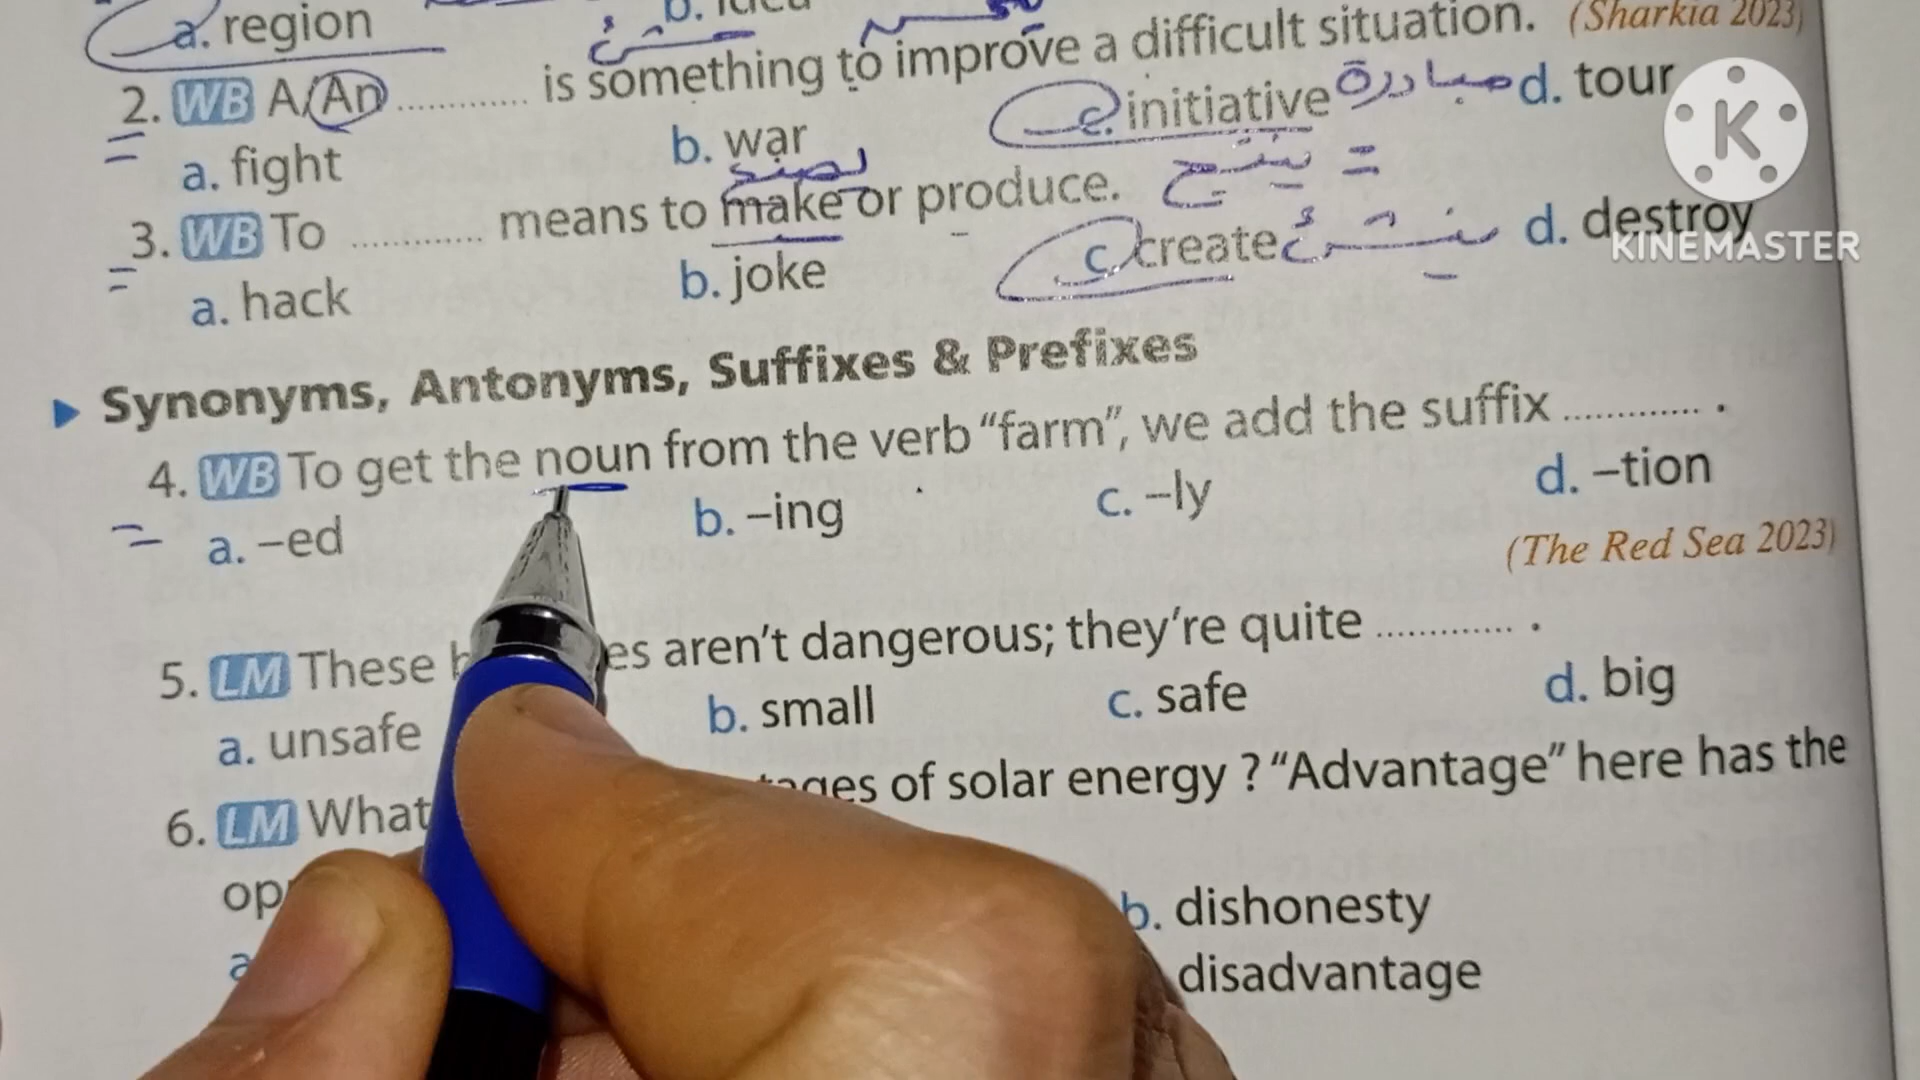 a. region
b. idea
2. WB A/An ............ is something to improve a difficult situation. (Sharkia 2023)
a. fight b. war c. initiative مبادرة d. tour
3. WB To ............ means to make or produce. ينتج =
a. hack b. joke c. create ينشئ d. destroy
KINEMASTER
Synonyms, Antonyms, Suffixes & Prefixes
4. WB To get the noun from the verb “farm”, we add the suffix ............ .
a. –ed b. –ing c. –ly d. –tion
(The Red Sea 2023)
5. LM These aren't dangerous; they're quite ............ .
a. unsafe b. small c. safe d. big
6. LM What of solar energy ? “Advantage” here has the
b. dishonesty
disadvantage